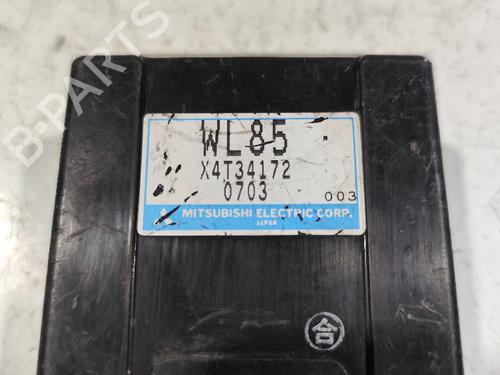 B-PARTS
WL85
X4T34172
0703
003
MITSUBISHI ELECTRIC CORP.
JAPAN
合